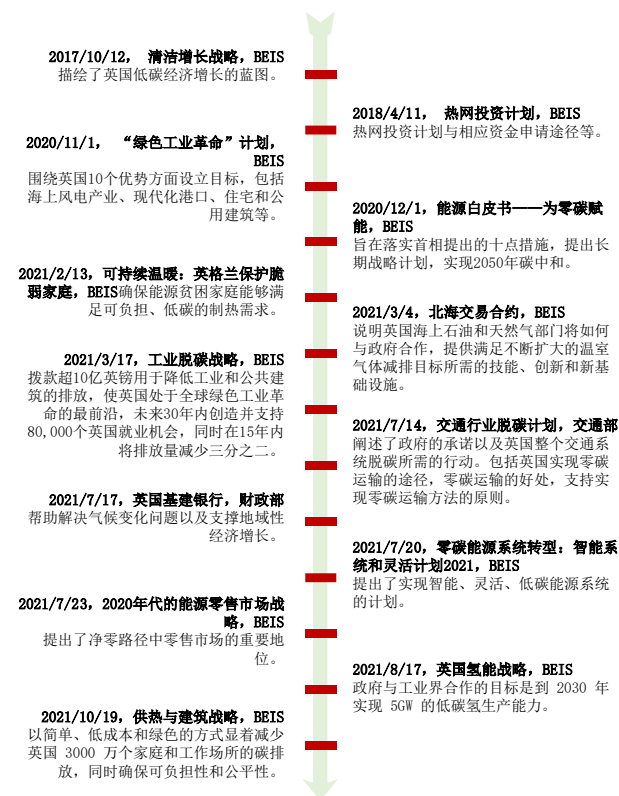 2017/10/12， 清洁增长战略，BEIS
描绘了英国低碳经济增长的蓝图。
2018/4/11， 热网投资计划，BEIS
热网投资计划与相应资金申请途径等。
2020/11/1， “绿色工业革命”计划，
BEIS
围绕英国10个优势方面设立目标，包括
海上风电产业、现代化港口、住宅和公
用建筑等。
2020/12/1，能源白皮书——为零碳赋
能，BEIS
旨在落实首相提出的十点措施，提出长
期战略计划，实现2050年碳中和。
2021/2/13，可持续温暖：英格兰保护脆
弱家庭，BEIS确保能源贫困家庭能够满
足可负担、低碳的制热需求。
2021/3/4，北海交易合约，BEIS
说明英国海上石油和天然气部门将如何
与政府合作，提供满足不断扩大的温室
气体减排目标所需的技能、创新和新基
础设施。
2021/3/17，工业脱碳战略，BEIS
拨款超10亿英镑用于降低工业和公共建
筑的排放，使英国处于全球绿色工业革
命的最前沿，未来30年内创造并支持
80,000个英国就业机会，同时在15年内
将排放量减少三分之二。
2021/7/14，交通行业脱碳计划，交通部
阐述了政府的承诺以及英国整个交通系
统脱碳所需的行动。包括英国实现零碳
运输的途径，零碳运输的好处，支持实
现零碳运输方法的原则。
2021/7/17，英国基建银行，财政部
帮助解决气候变化问题以及支撑地域性
经济增长。
2021/7/20，零碳能源系统转型：智能系
统和灵活计划2021，BEIS
提出了实现智能、灵活、低碳能源系统
的计划。
2021/7/23，2020年代的能源零售市场战
略，BEIS
提出了净零路径中零售市场的重要地
位。
2021/8/17，英国氢能战略，BEIS
政府与工业界合作的目标是到 2030 年
实现 5GW 的低碳氢生产能力。
2021/10/19，供热与建筑战略，BEIS
以简单、低成本和绿色的方式显着减少
英国 3000 万个家庭和工作场所的碳排
放，同时确保可负担性和公平性。